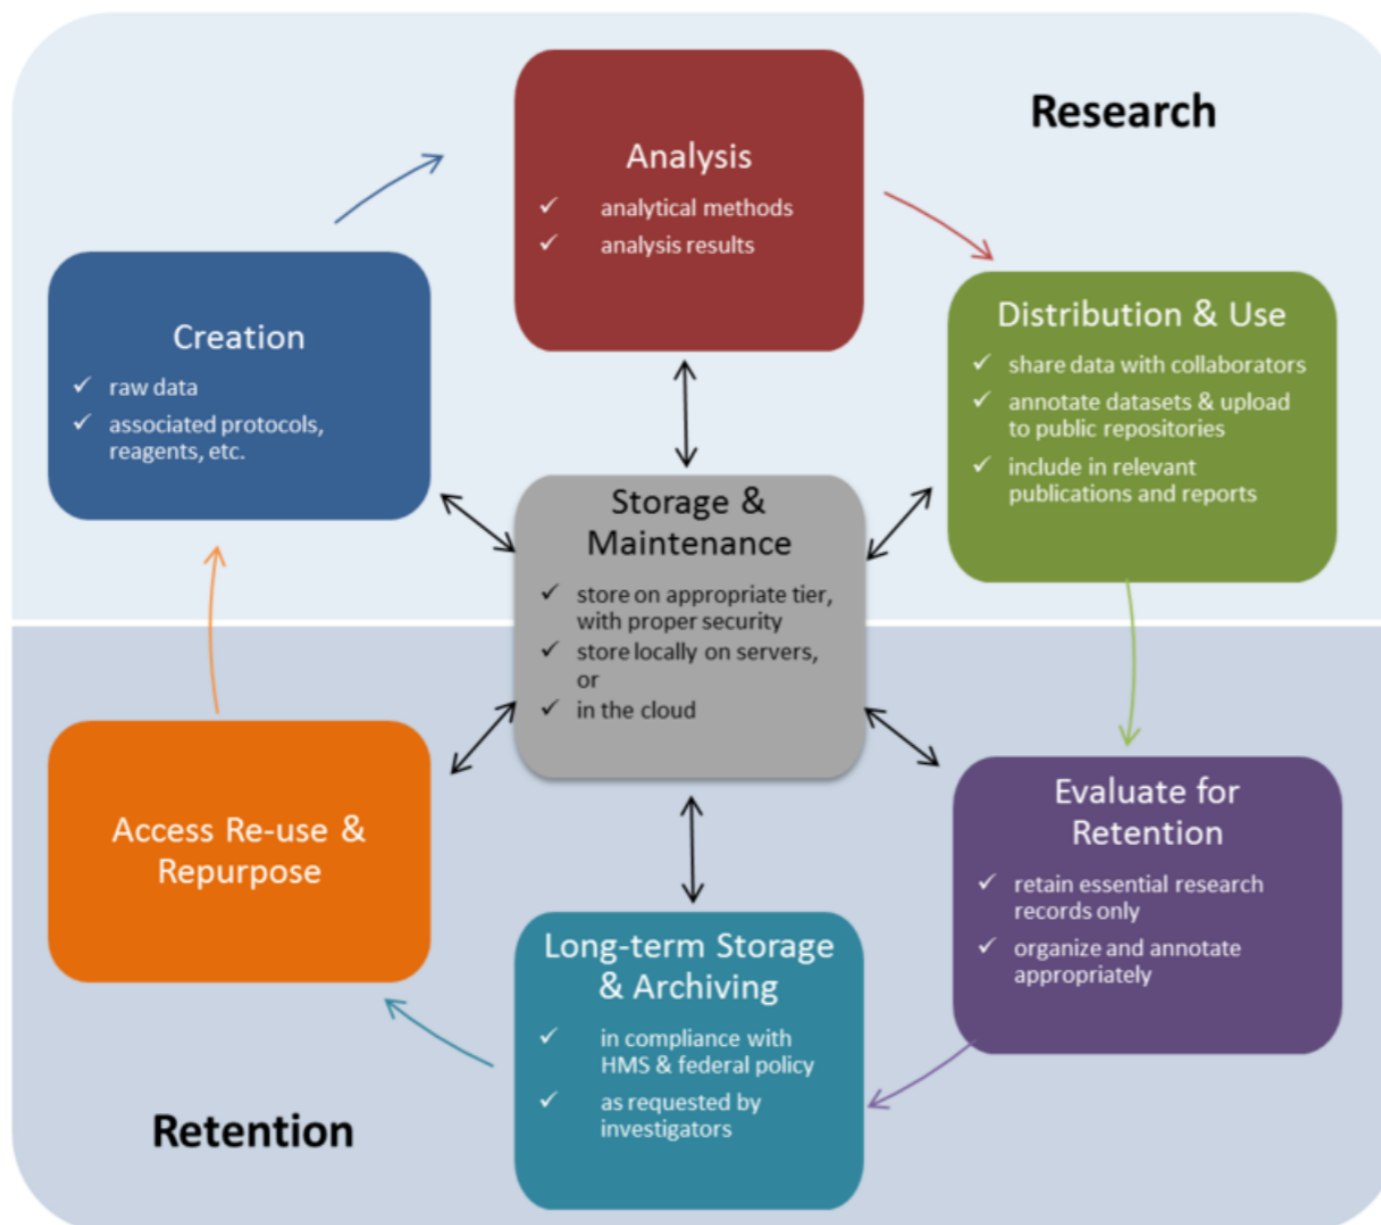 Research
Analysis
✓ analytical methods
✓ analysis results
Creation
✓ raw data
✓ associated protocols,
reagents, etc.
Distribution & Use
✓ share data with collaborators
✓ annotate datasets & upload
to public repositories
✓ include in relevant
publications and reports
Storage &
Maintenance
✓ store on appropriate tier,
with proper security
✓ store locally on servers,
or
✓ in the cloud
Access Re-use &
Repurpose
Evaluate for
Retention
✓ retain essential research
records only
✓ organize and annotate
appropriately
Long-term Storage
& Archiving
✓ in compliance with
HMS & federal policy
✓ as requested by
investigators
Retention